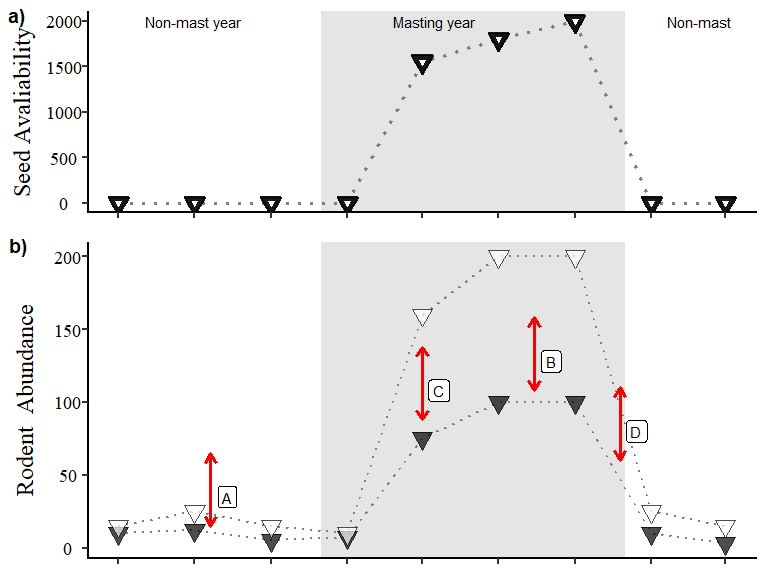 a)
Non-mast year
Masting year
Non-mast
Seed Avaliability
2000
1500
1000
500
0
b)
Rodent Abundance
200
150
100
50
0
A
C
B
D